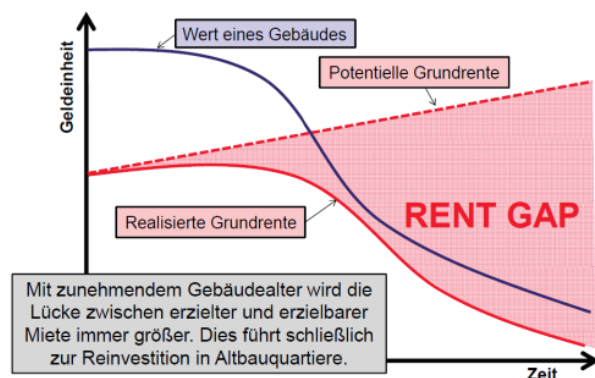 Wert eines Gebäudes
Geldeinheit
Potentielle Grundrente
RENT GAP
Realisierte Grundrente
Mit zunehmendem Gebäudealter wird die
Lücke zwischen erzielter und erzielbarer
Miete immer größer. Dies führt schließlich
zur Reinvestition in Altbauquartiere.
Zeit